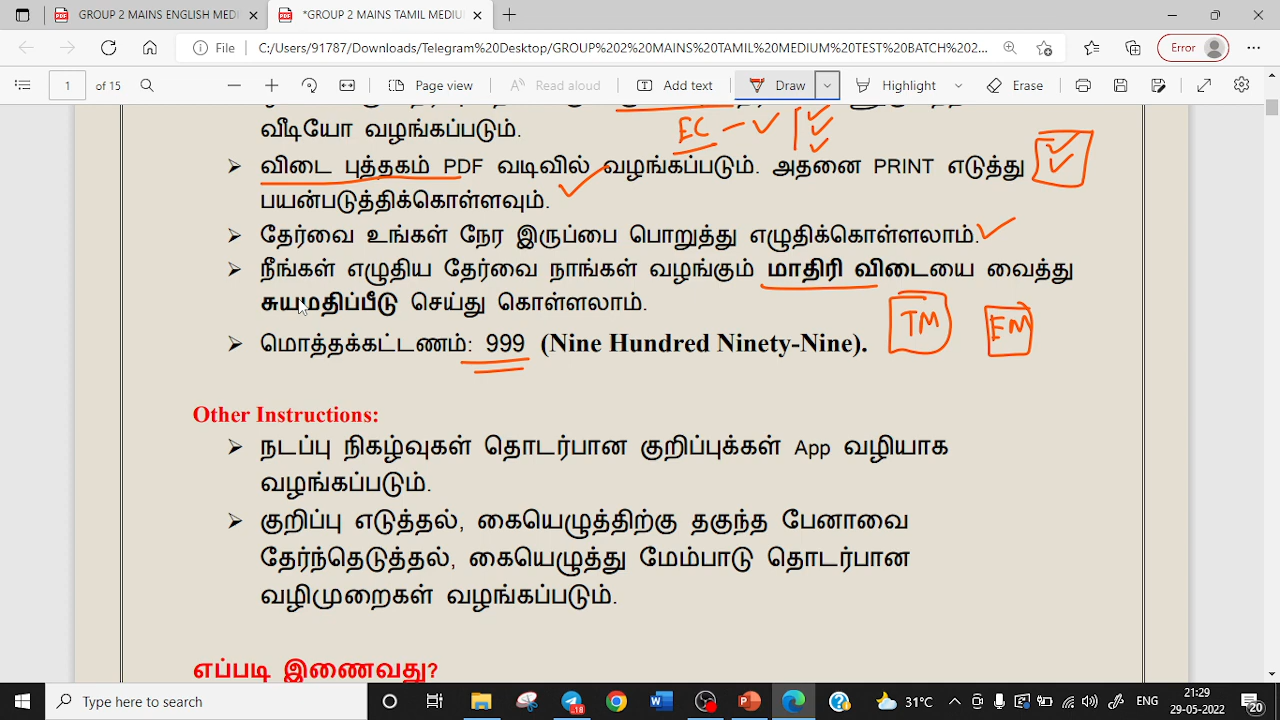 GROUP 2 MAINS ENGLISH MEDI
*GROUP 2 MAINS TAMIL MEDIU
File
C:/Users/91787/Downloads/Telegram%20Desktop/GROUP%202%20MAINS%20TAMIL%20MEDIUM%20TEST%20BATCH%202...
Error
1 of 15
Page view
Read aloud
Add text
Draw
Highlight
Erase
வீடியோ வழங்கப்படும்.
EC
விடை புத்தகம் PDF வடிவில் வழங்கப்படும். அதனை PRINT எடுத்து
பயன்படுத்திக்கொள்ளவும்.
தேர்வை உங்கள் நேர இருப்பை பொறுத்து எழுதிக்கொள்ளலாம்.
நீங்கள் எழுதிய தேர்வை நாங்கள் வழங்கும் மாதிரி விடையை வைத்து
சுயமதிப்பீடு செய்து கொள்ளலாம்.
TM EM
மொத்தக்கட்டணம்: 999 (Nine Hundred Ninety-Nine).
Other Instructions:
நடப்பு நிகழ்வுகள் தொடர்பான குறிப்புக்கள் App வழியாக
வழங்கப்படும்.
குறிப்பு எடுத்தல், கையெழுத்திற்கு தகுந்த பேனாவை
தேர்ந்தெடுத்தல், கையெழுத்து மேம்பாடு தொடர்பான
வழிமுறைகள் வழங்கப்படும்.
எப்படி இணைவது?
Type here to search
18
31°C
ENG
21:29
29-05-2022
20